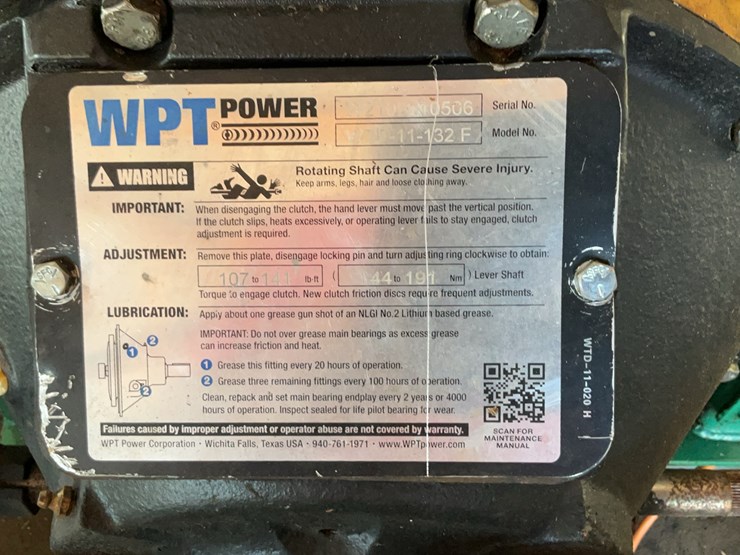 WPT® POWER
0506 Serial No.
-11-132 F Model No.
WARNING
Rotating Shaft Can Cause Severe Injury.
Keep arms, legs, hair and loose clothing away.
IMPORTANT: When disengaging the clutch, the hand lever must move past the vertical position.
If the clutch slips, heats excessively, or operating lever fails to stay engaged, clutch
adjustment is required.
ADJUSTMENT: Remove this plate, disengage locking pin and turn adjusting ring clockwise to obtain:
107 to 141 lb-ft ( 144 to 191 Nm ) Lever Shaft
Torque to engage clutch. New clutch friction discs require frequent adjustments.
LUBRICATION: Apply about one grease gun shot of an NLGI No.2 Lithium based grease.
IMPORTANT: Do not over grease main bearings as excess grease
can increase friction and heat.
1 Grease this fitting every 20 hours of operation.
2 Grease three remaining fittings every 100 hours of operation.
Clean, repack and set main bearing endplay every 2 years or 4000
hours of operation. Inspect sealed for life pilot bearing for wear.
1
2
2
SCAN FOR
MAINTENANCE
MANUAL
Failures caused by improper adjustment or operator abuse are not covered by warranty.
WPT Power Corporation · Wichita Falls, Texas USA · 940-761-1971 · www.WPTpower.com
WTD-11-020 H